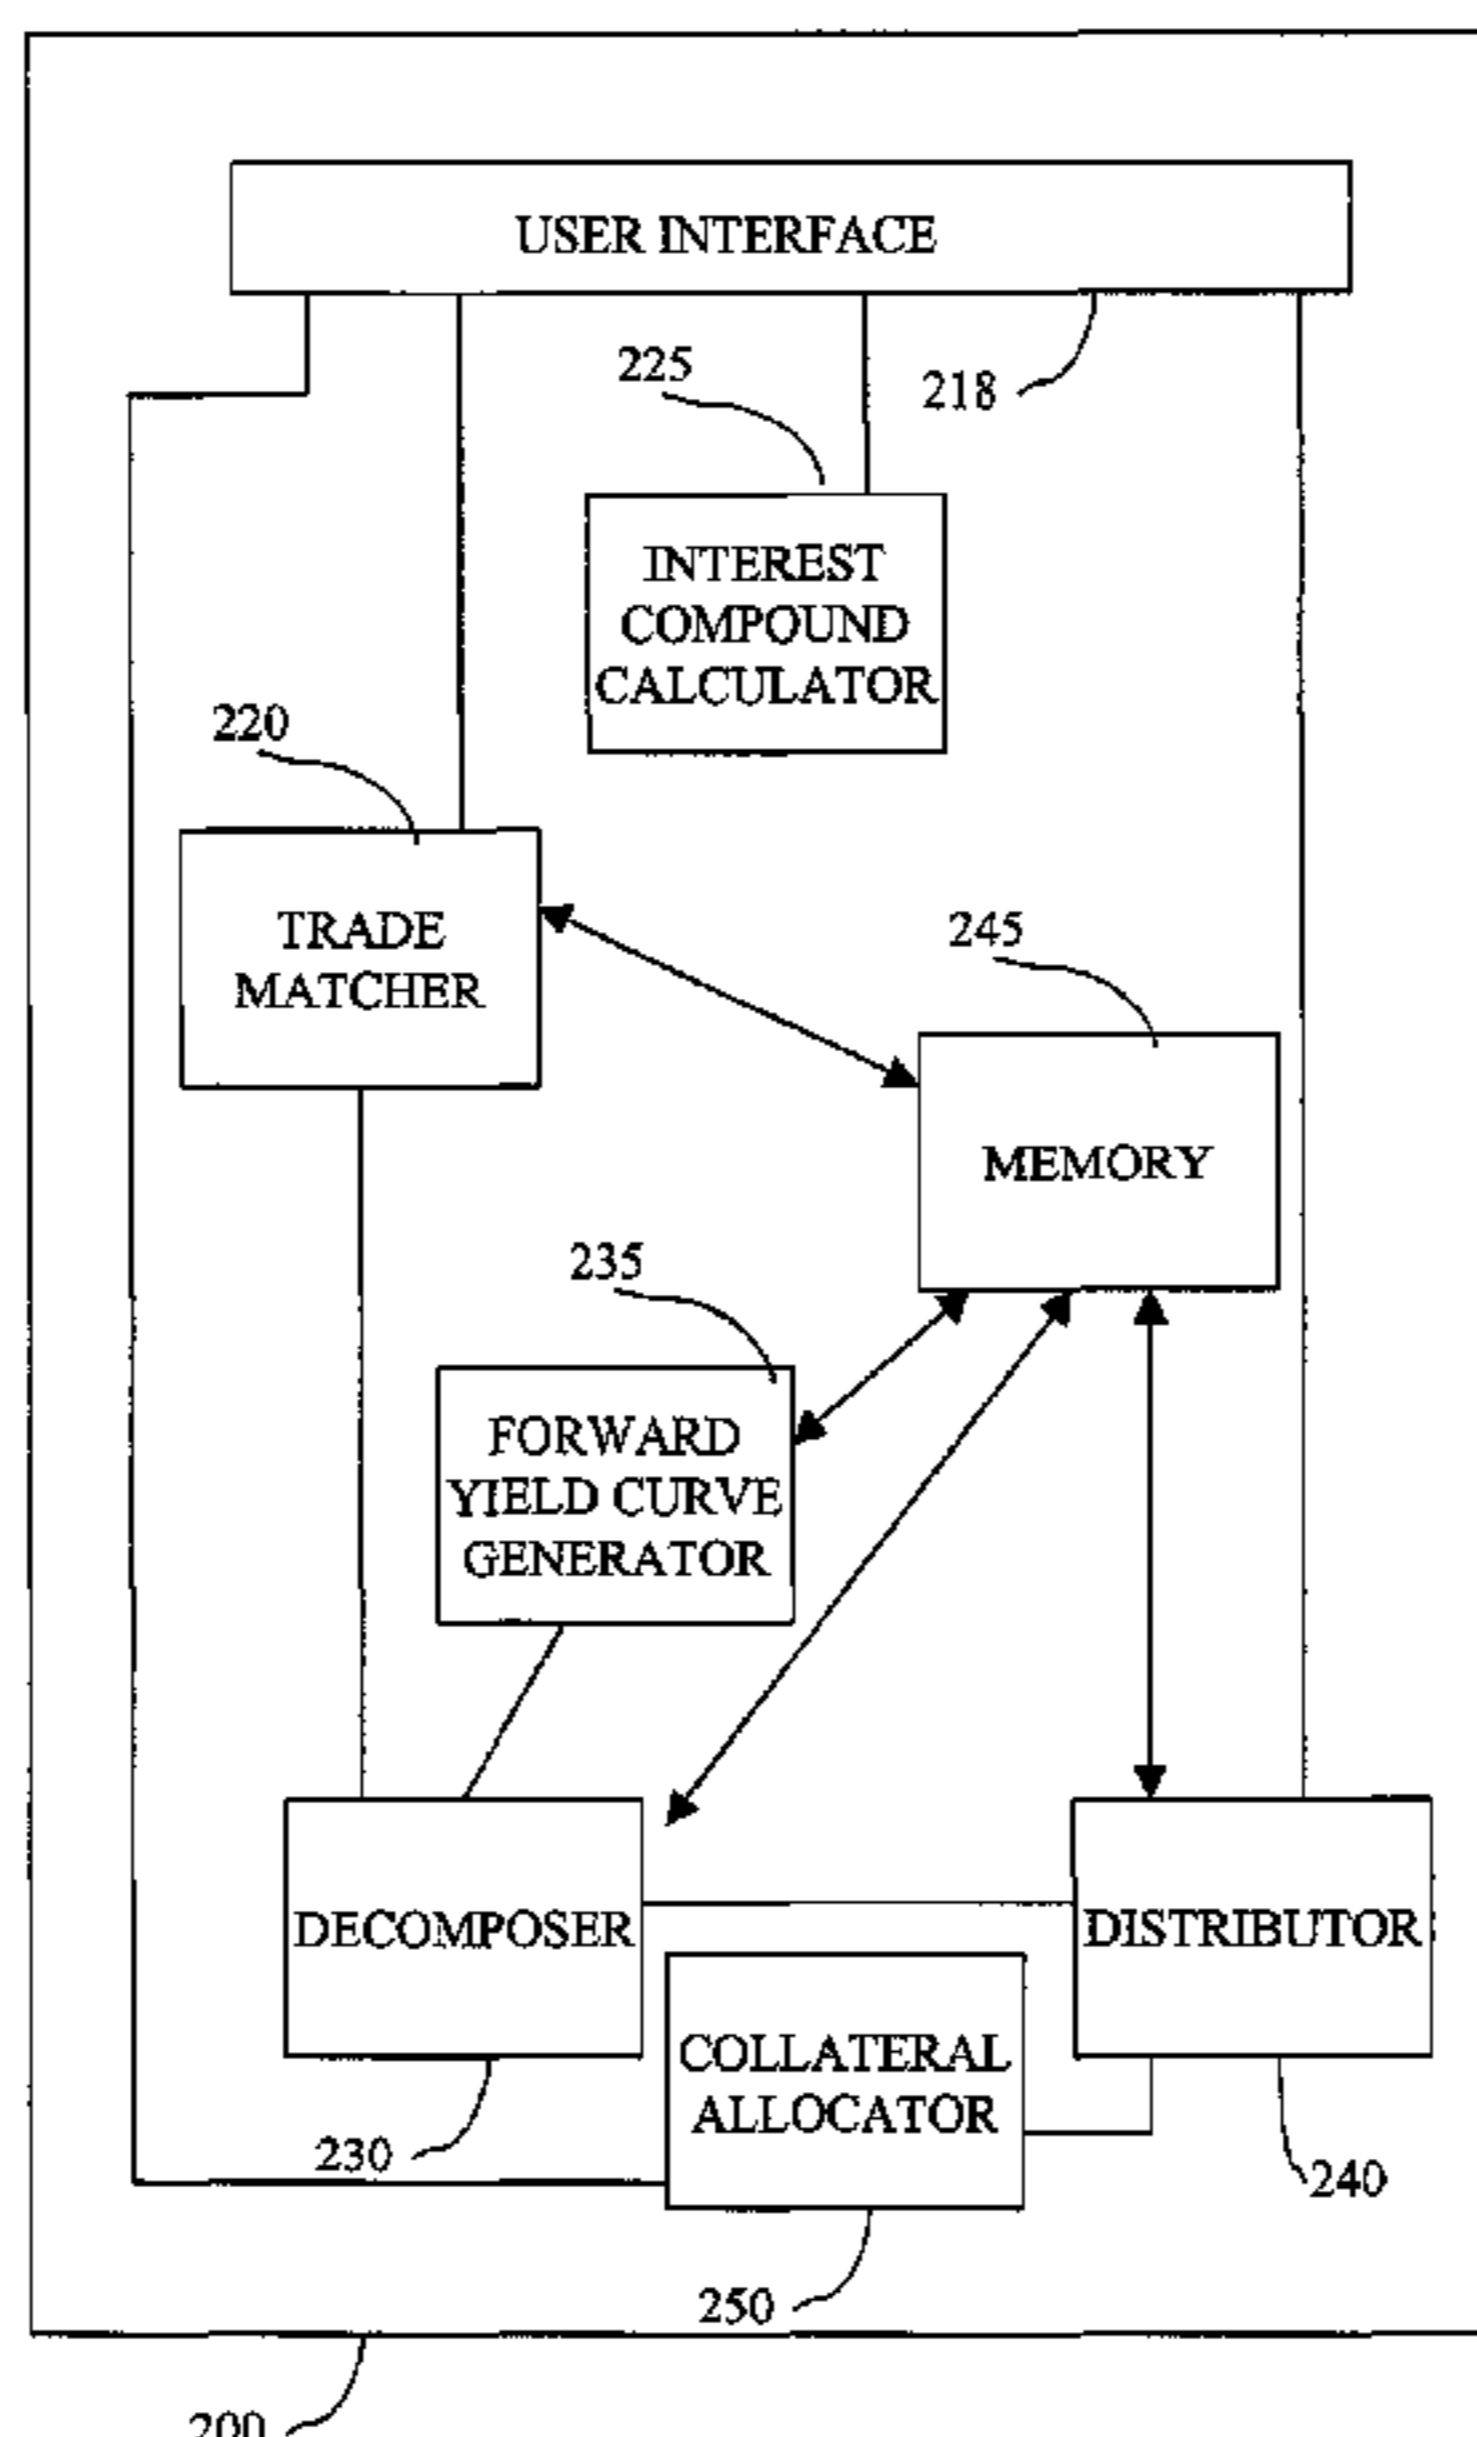 USER INTERFACE
225
218
INTEREST
COMPOUND
CALCULATOR
220
TRADE
MATCHER
245
MEMORY
235
FORWARD
YIELD CURVE
GENERATOR
DECOMPOSER
DISTRIBUTOR
COLLATERAL
ALLOCATOR
230
240
250
200